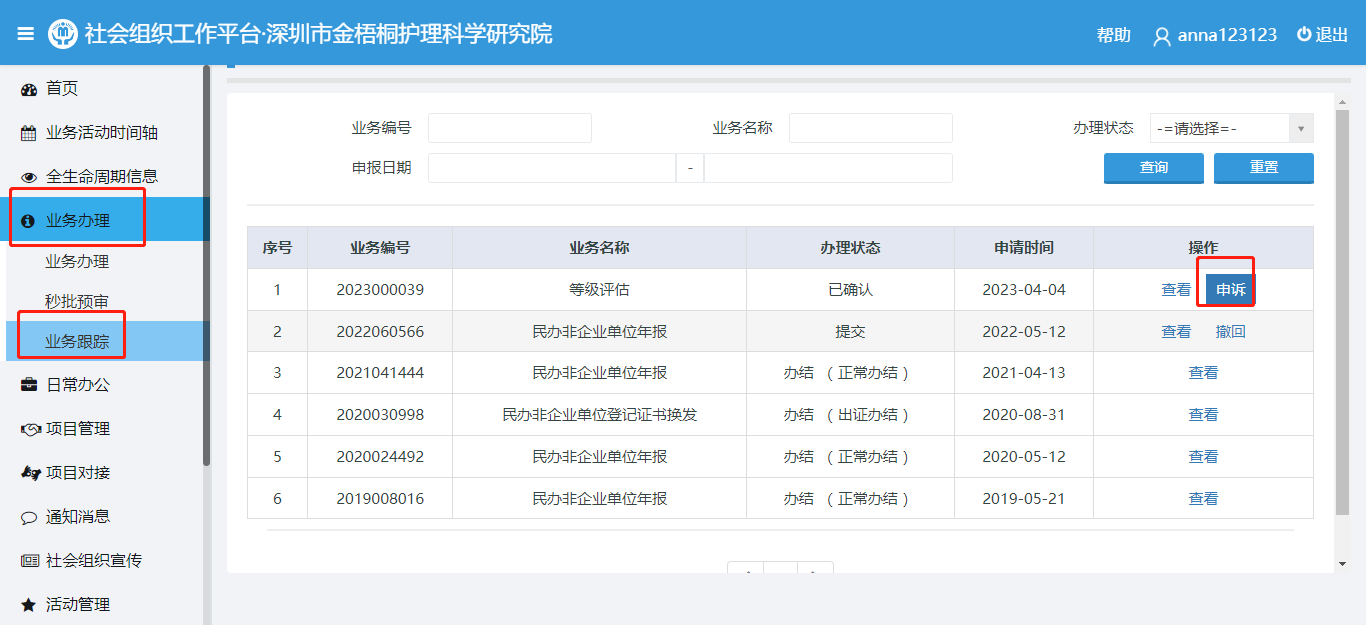 社会组织工作平台·深圳市金梧桐护理科学研究院
帮助 anna123123 退出
首页
业务活动时间轴
全生命周期信息
业务办理
业务办理
秒批预审
业务跟踪
日常办公
项目管理
项目对接
通知消息
社会组织宣传
活动管理
业务编号 业务名称 办理状态 -=请选择=-
申报日期 - 查询 重置
序号 业务编号 业务名称 办理状态 申请时间 操作
1 2023000039 等级评估 已确认 2023-04-04 查看 申诉
2 2022060566 民办非企业单位年报 提交 2022-05-12 查看 撤回
3 2021041444 民办非企业单位年报 办结 （正常办结） 2021-04-13 查看
4 2020030998 民办非企业单位登记证书换发 办结 （出证办结） 2020-08-31 查看
5 2020024492 民办非企业单位年报 办结 （正常办结） 2020-05-12 查看
6 2019008016 民办非企业单位年报 办结 （正常办结） 2019-05-21 查看